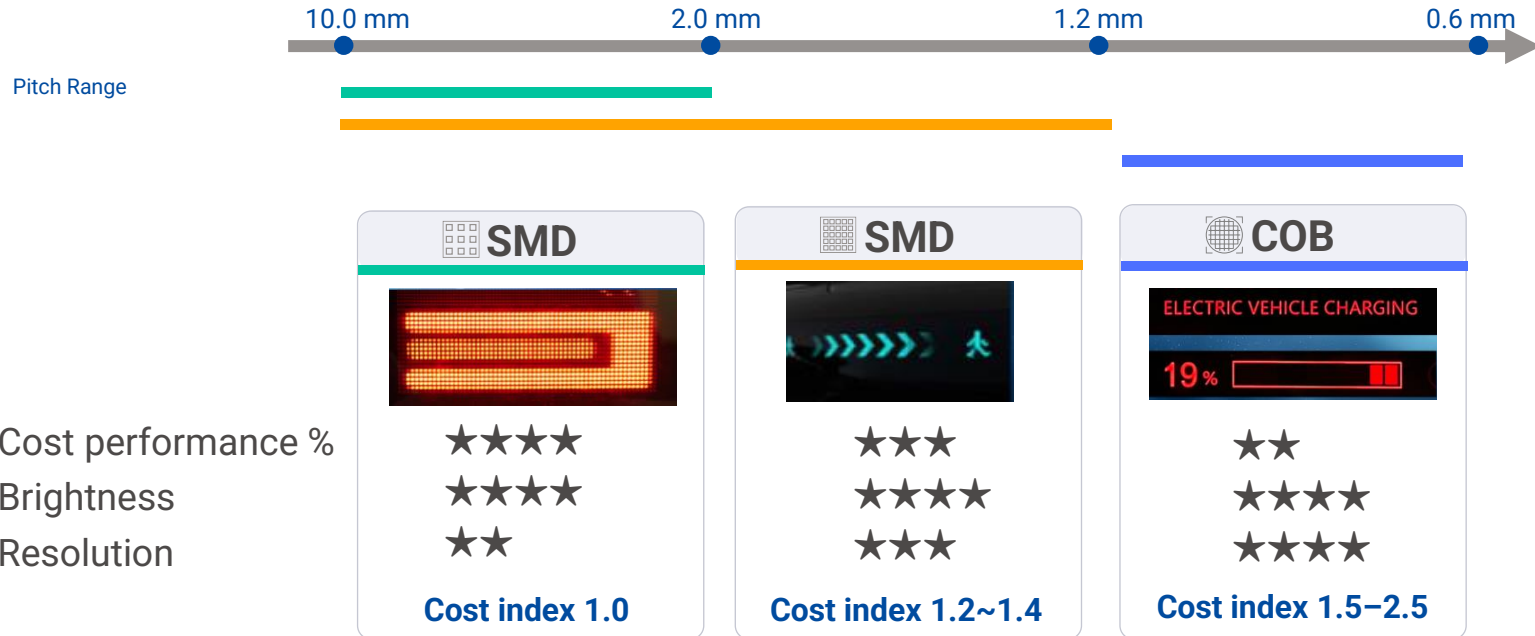 10.0 mm
2.0 mm
1.2 mm
0.6 mm
Pitch Range
SMD
SMD
COB
ELECTRIC VEHICLE CHARGING
19 %
Cost performance % ★★★★ ★★★ ★★
Brightness ★★★★ ★★★★ ★★★★
Resolution ★★ ★★★ ★★★★
Cost index 1.0
Cost index 1.2~1.4
Cost index 1.5–2.5